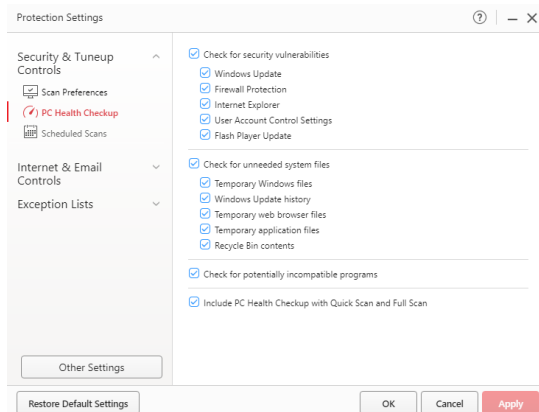 Protection Settings
?
Security & Tuneup
Controls
Scan Preferences
PC Health Checkup
Scheduled Scans
Internet & Email
Controls
Exception Lists
Other Settings
Check for security vulnerabilities
Windows Update
Firewall Protection
Internet Explorer
User Account Control Settings
Flash Player Update
Check for unneeded system files
Temporary Windows files
Windows Update history
Temporary web browser files
Temporary application files
Recycle Bin contents
Check for potentially incompatible programs
Include PC Health Checkup with Quick Scan and Full Scan
Restore Default Settings
OK
Cancel
Apply